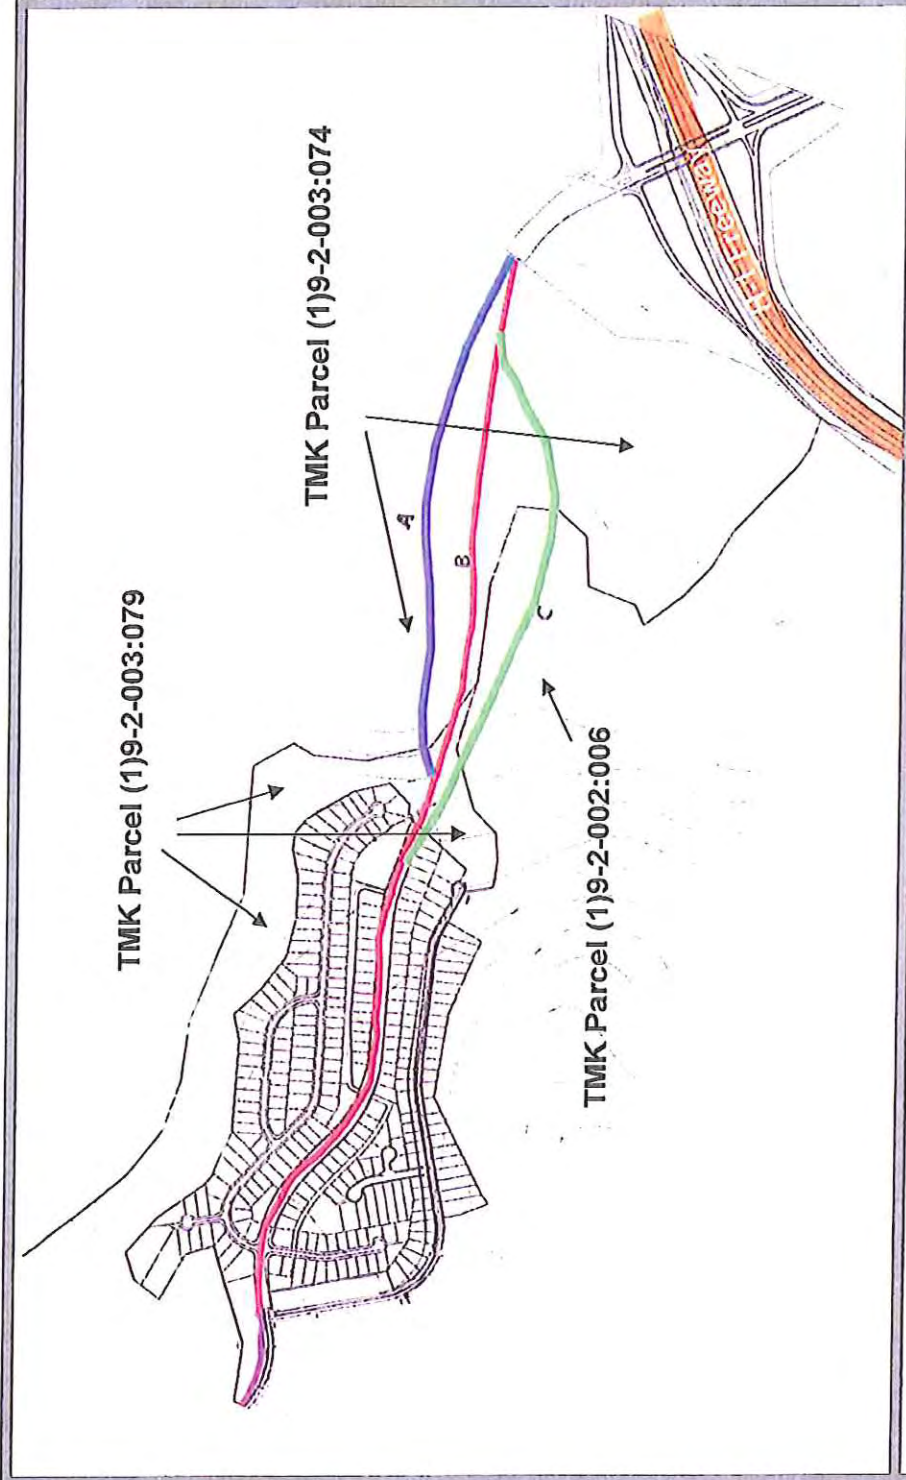 TMK Parcel (1)9-2-003:079
TMK Parcel (1)9-2-003:074
A
B
C
TMK Parcel (1)9-2-002:006
H-1 Freeway